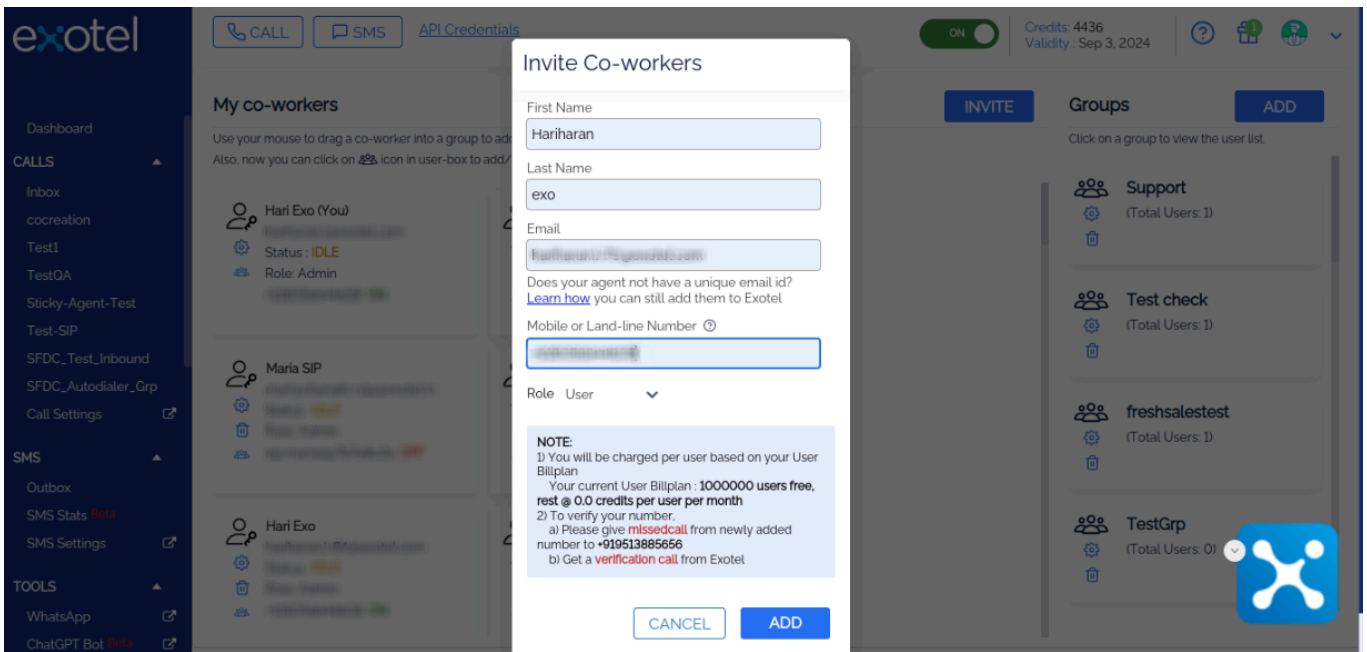 exotel
CALL
SMS
API Credentials
ON
Credits: 4436
Validity : Sep 3, 2024
1
Dashboard
CALLS
Inbox
cocreation
Test1
TestQA
Sticky-Agent-Test
Test-SIP
SFDC_Test_Inbound
SFDC_Autodialer_Grp
Call Settings
SMS
Outbox
SMS Stats Beta
SMS Settings
TOOLS
WhatsApp
ChatGPT Bot Beta
My co-workers
INVITE
Use your mouse to drag a co-worker into a group to add
Also, now you can click on icon in user-box to add/
Hari Exo (You)
Status : IDLE
Role: Admin
Maria SIP
Hari Exo
Invite Co-workers
First Name
Hariharan
Last Name
exo
Email
Does your agent not have a unique email id?
Learn how you can still add them to Exotel
Mobile or Land-line Number
Role User
NOTE:
1) You will be charged per user based on your User
Billplan
Your current User Billplan : 1000000 users free,
rest @ 0.0 credits per user per month
2) To verify your number,
a) Please give missedcall from newly added
number to +919513885656
b) Get a verification call from Exotel
CANCEL
ADD
Groups
ADD
Click on a group to view the user list.
Support
(Total Users: 1)
Test check
(Total Users: 1)
freshsalestest
(Total Users: 1)
TestGrp
(Total Users: 0)